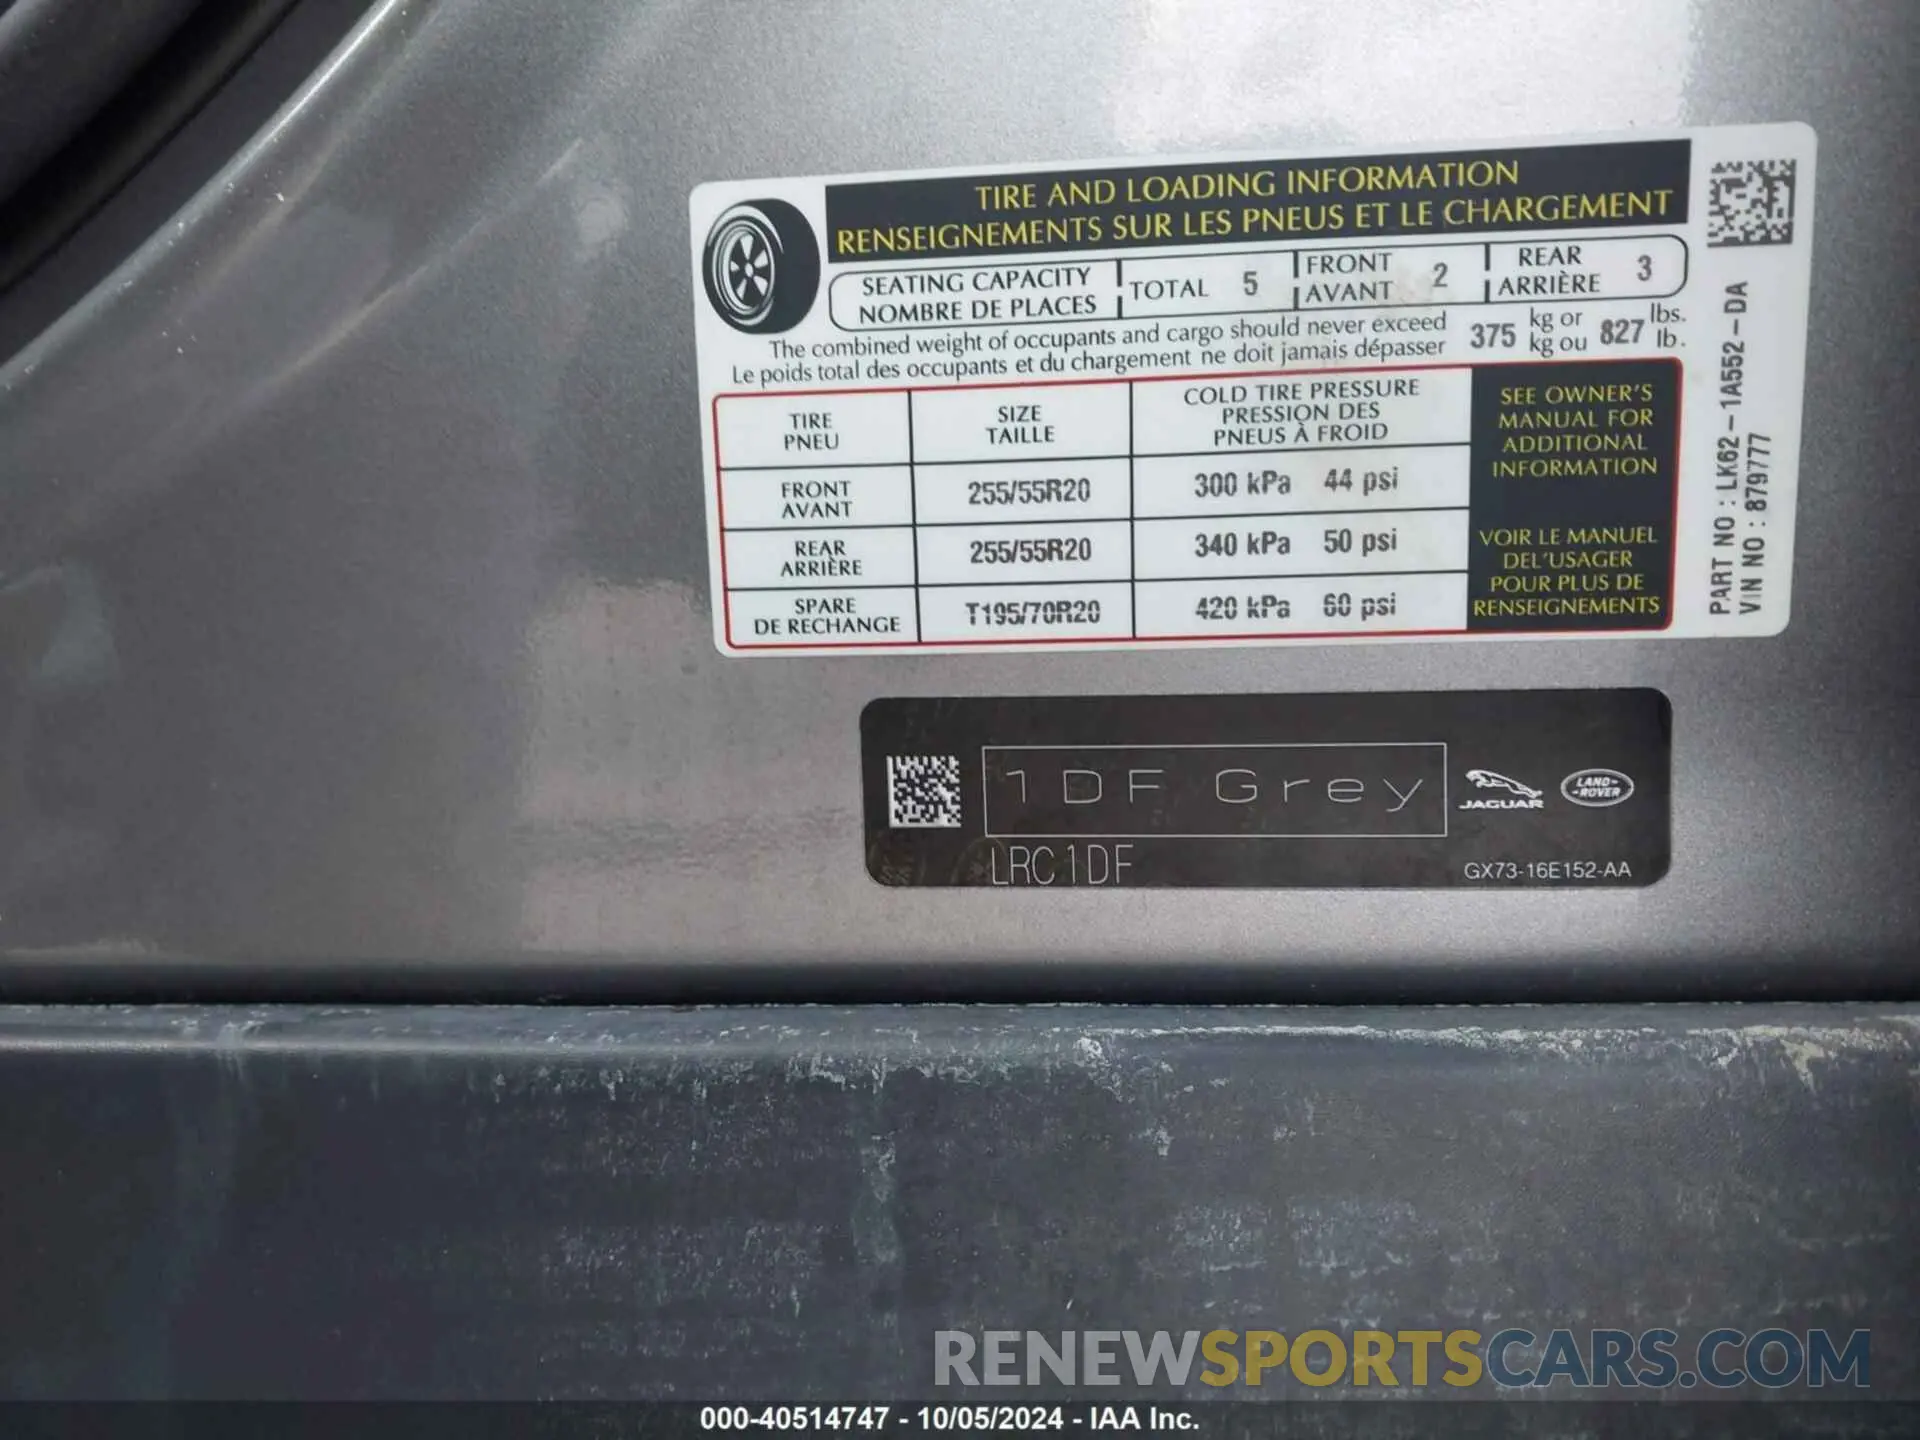 TIRE AND LOADING INFORMATION
RENSEIGNEMENTS SUR LES PNEUS ET LE CHARGEMENT
SEATING CAPACITY
NOMBRE DE PLACES
TOTAL 5
FRONT
AVANT 2
REAR
ARRIÈRE 3
The combined weight of occupants and cargo should never exceed 375 kg or 827 lbs.
Le poids total des occupants et du chargement ne doit jamais dépasser kg ou lb.
TIRE
PNEU
SIZE
TAILLE
COLD TIRE PRESSURE
PRESSION DES
PNEUS À FROID
FRONT
AVANT
255/55R20
300 kPa 44 psi
REAR
ARRIÈRE
255/55R20
340 kPa 50 psi
SPARE
DE RECHANGE
T195/70R20
420 kPa 60 psi
SEE OWNER'S
MANUAL FOR
ADDITIONAL
INFORMATION
VOIR LE MANUEL
DEL'USAGER
POUR PLUS DE
RENSEIGNEMENTS
PART NO : LK62-1A552-DA
VIN NO : 879777
1DF Grey
JAGUAR
LAND-
-ROVER
LRC1DF
GX73-16E152-AA
RENEWSPORTSCARS.COM
000-40514747 - 10/05/2024 - IAA Inc.